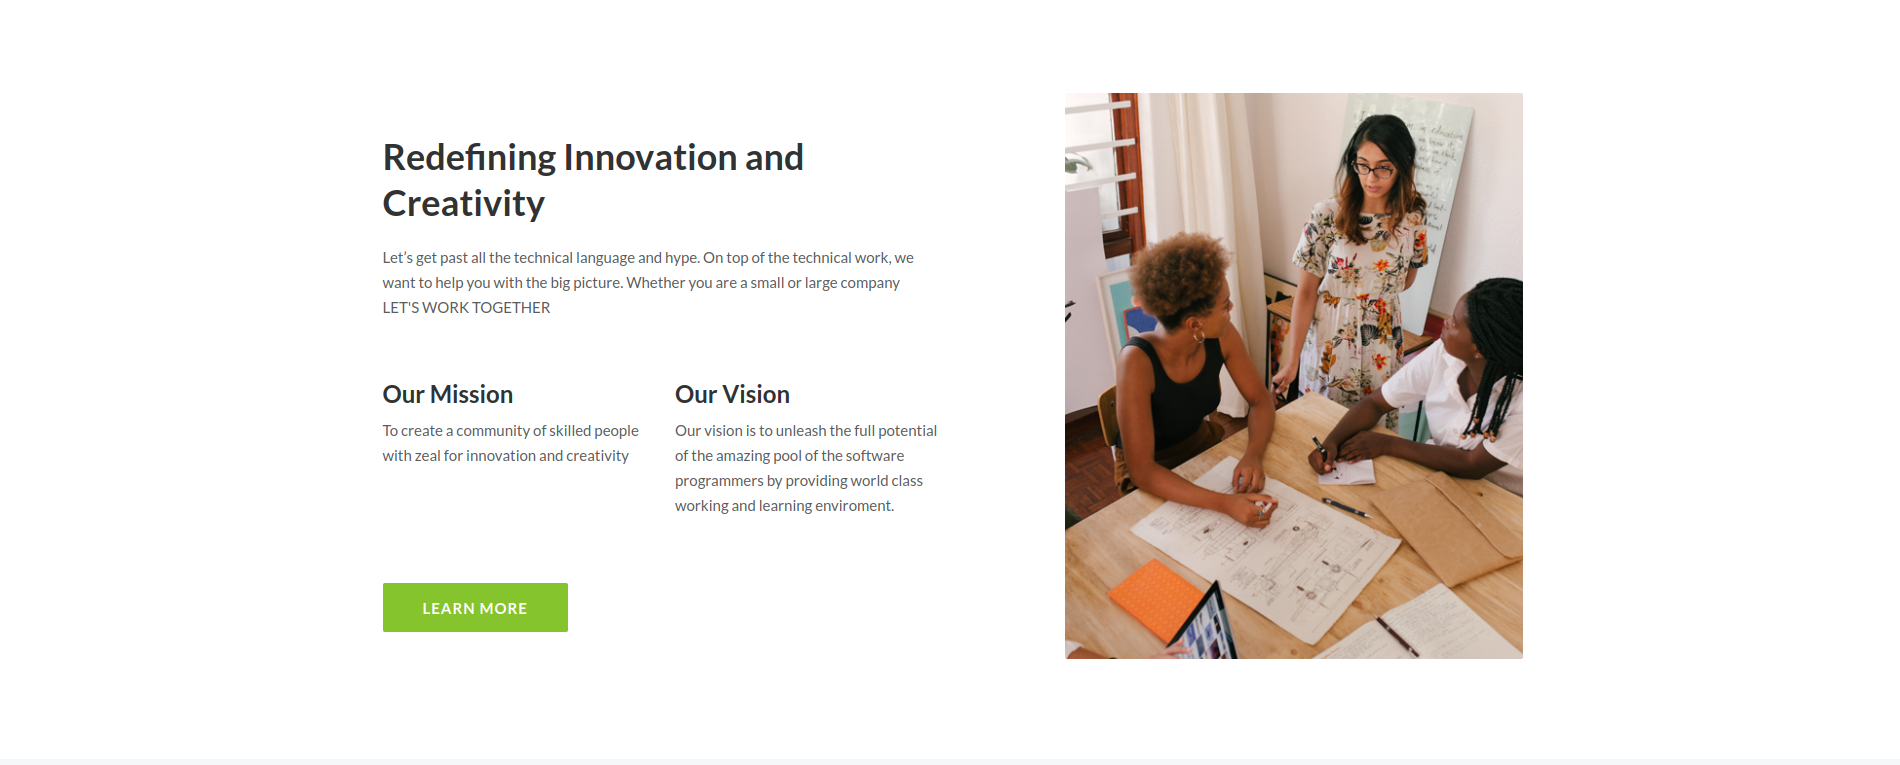 Redefining Innovation and
Creativity
Let’s get past all the technical language and hype. On top of the technical work, we
want to help you with the big picture. Whether you are a small or large company
LET'S WORK TOGETHER
Our Mission
To create a community of skilled people
with zeal for innovation and creativity
Our Vision
Our vision is to unleash the full potential
of the amazing pool of the software
programmers by providing world class
working and learning enviroment.
LEARN MORE